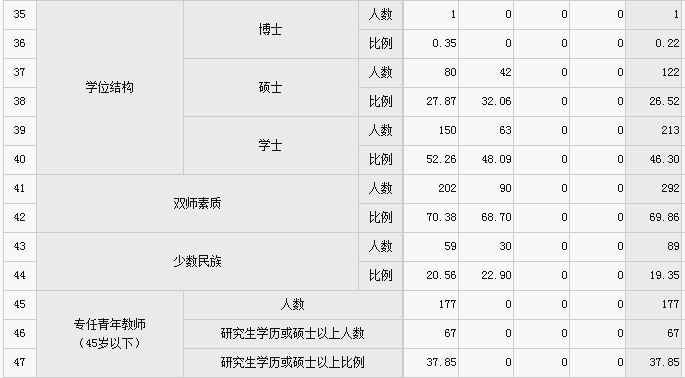 35 学位结构 博士 人数 1 0 0 0 1
36 比例 0.35 0 0 0 0.22
37 硕士 人数 80 42 0 0 122
38 比例 27.87 32.06 0 0 26.52
39 学士 人数 150 63 0 0 213
40 比例 52.26 48.09 0 0 46.30
41 双师素质 人数 202 90 0 0 292
42 比例 70.38 68.70 0 0 69.86
43 少数民族 人数 59 30 0 0 89
44 比例 20.56 22.90 0 0 19.35
45 专任青年教师 人数 177 0 0 0 177
46 （45岁以下） 研究生学历或硕士以上人数 67 0 0 0 67
47 研究生学历或硕士以上比例 37.85 0 0 0 37.85